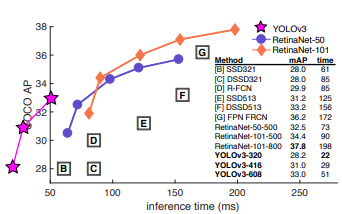 38
36
34
32
30
28
COCO AP
50
100
150
200
250
inference time (ms)
B
C
D
E
F
G
YOLOv3
RetinaNet-50
RetinaNet-101
Method mAP time
[B] SSD321 28.0 61
[C] DSSD321 28.0 85
[D] R-FCN 29.9 85
[E] SSD513 31.2 125
[F] DSSD513 33.2 156
[G] FPN FRCN 36.2 172
RetinaNet-50-500 32.5 73
RetinaNet-101-500 34.4 90
RetinaNet-101-800 37.8 198
YOLOv3-320 28.2 22
YOLOv3-416 31.0 29
YOLOv3-608 33.0 51